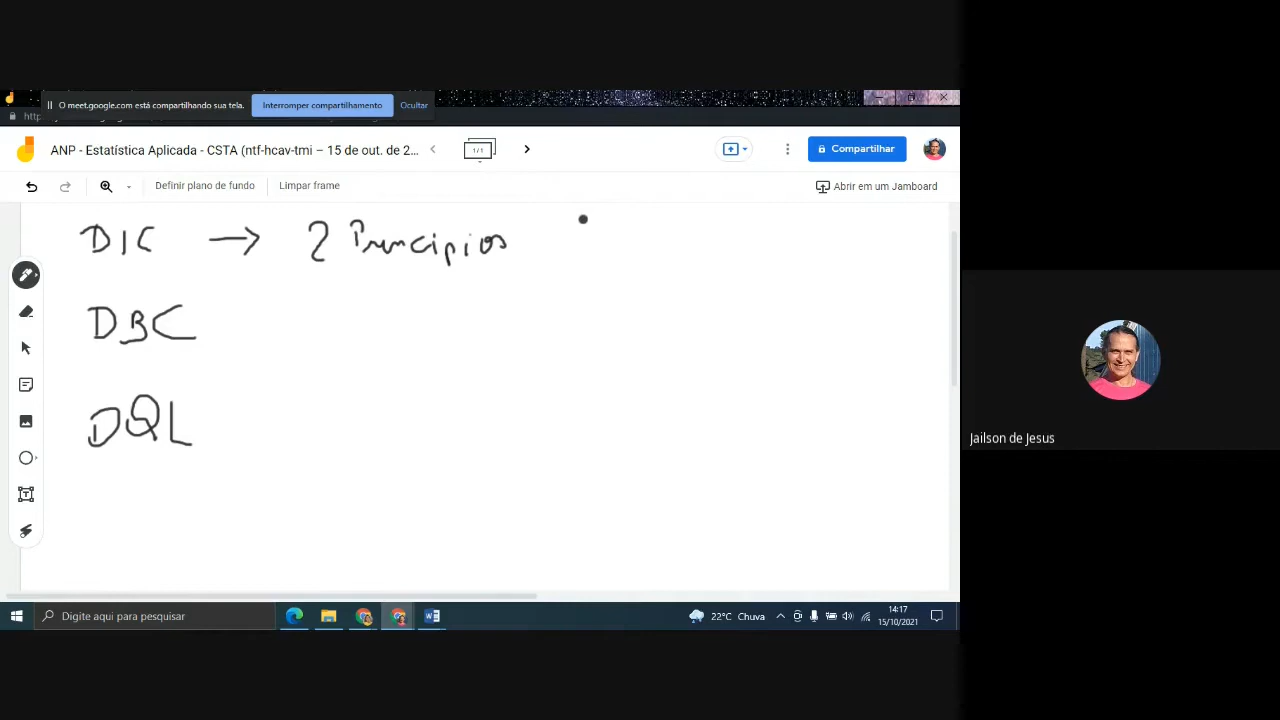 O meet.google.com está compartilhando sua tela. Interromper compartilhamento Ocultar
ANP - Estatística Aplicada - CSTA (ntf-hcav-tmi – 15 de out. de 2... 1/1 Compartilhar
Definir plano de fundo Limpar frame Abrir em um Jamboard
DIC → 2 Princípios
DBC
DQL
Jailson de Jesus
Digite aqui para pesquisar 22°C Chuva 14:17
15/10/2021